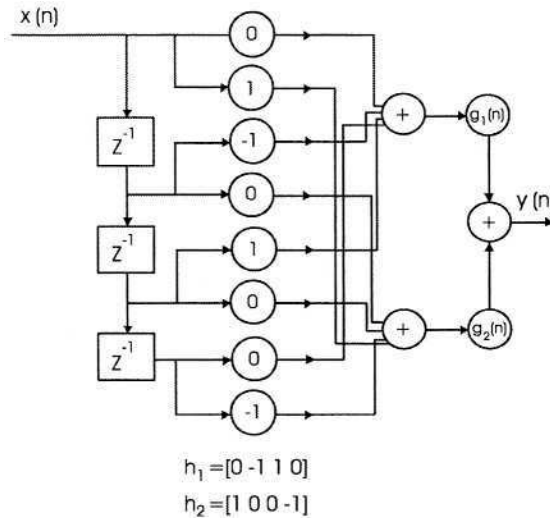 x(n)
0
1
-1
0
1
0
0
-1
Z⁻¹
Z⁻¹
Z⁻¹
+
+
g₁(n)
g₂(n)
+
y(n
h₁=[0 -1 1 0]
h₂=[1 0 0 -1]